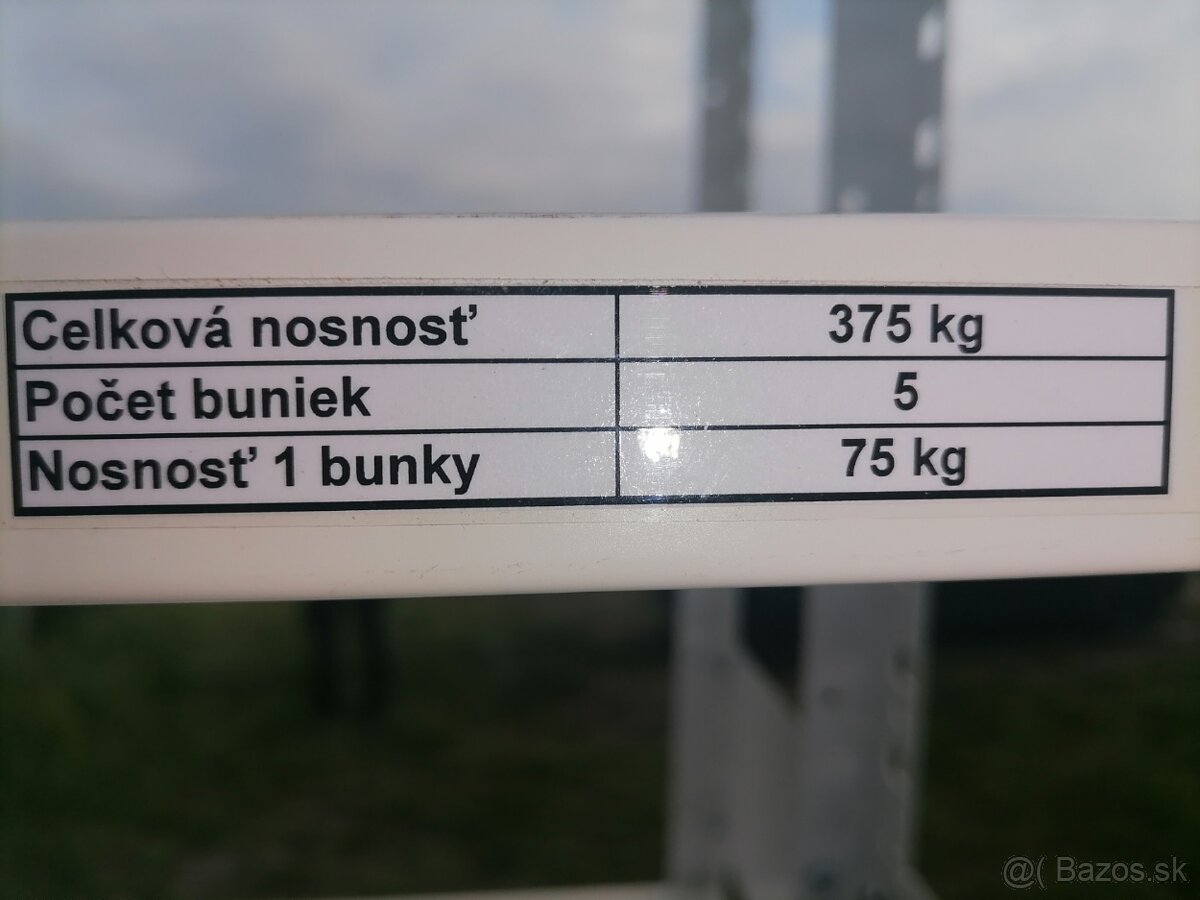 Celková nosnosť 375 kg
Počet buniek 5
Nosnosť 1 bunky 75 kg
@( Bazos.sk